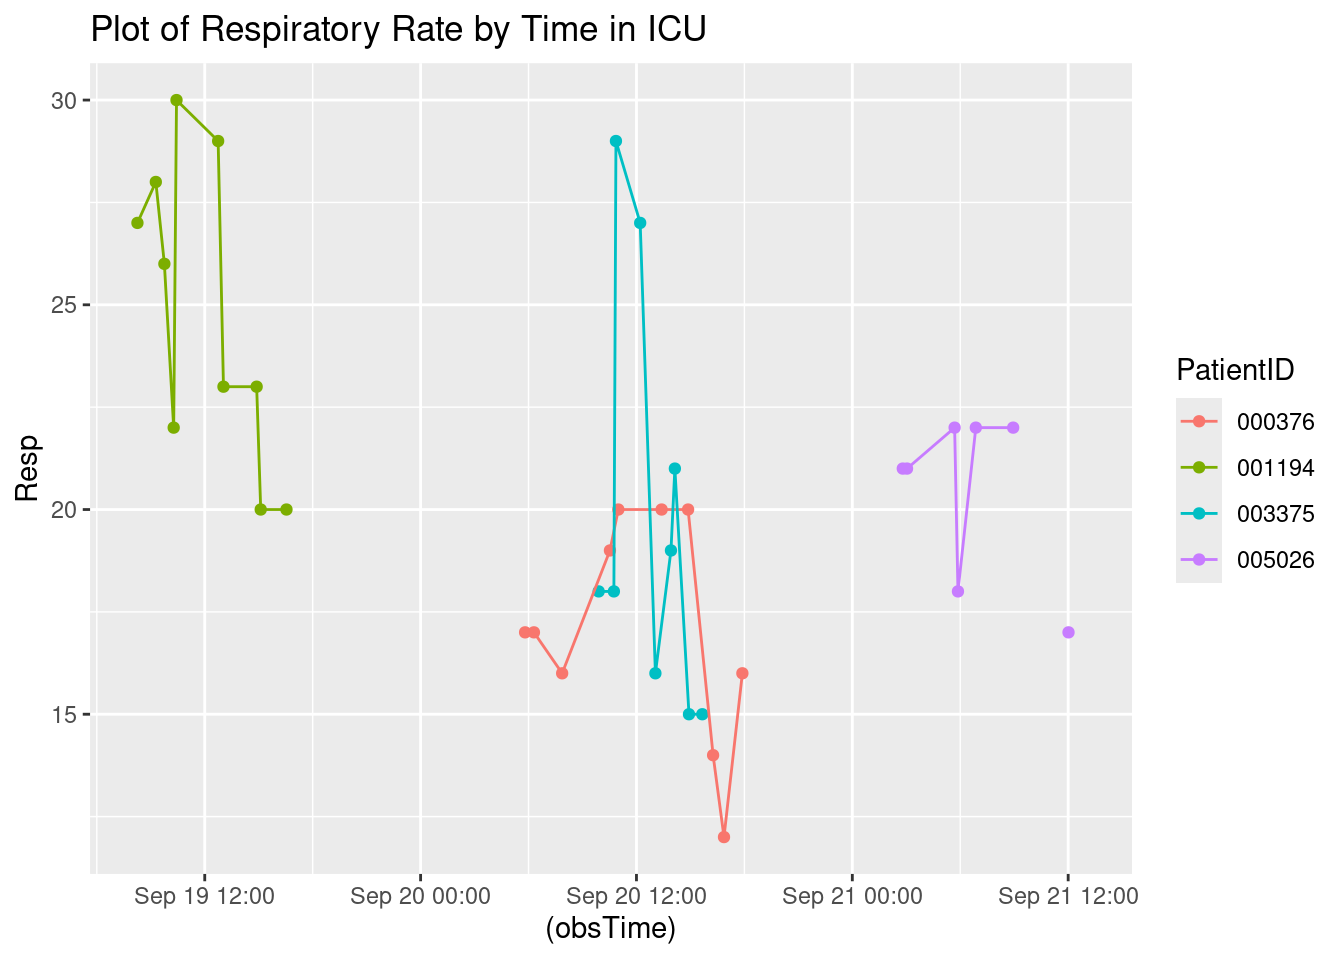 Plot of Respiratory Rate by Time in ICU
30
25
20
15
Resp
Sep 19 12:00
Sep 20 00:00
Sep 20 12:00
Sep 21 00:00
Sep 21 12:00
(obsTime)
PatientID
000376
001194
003375
005026